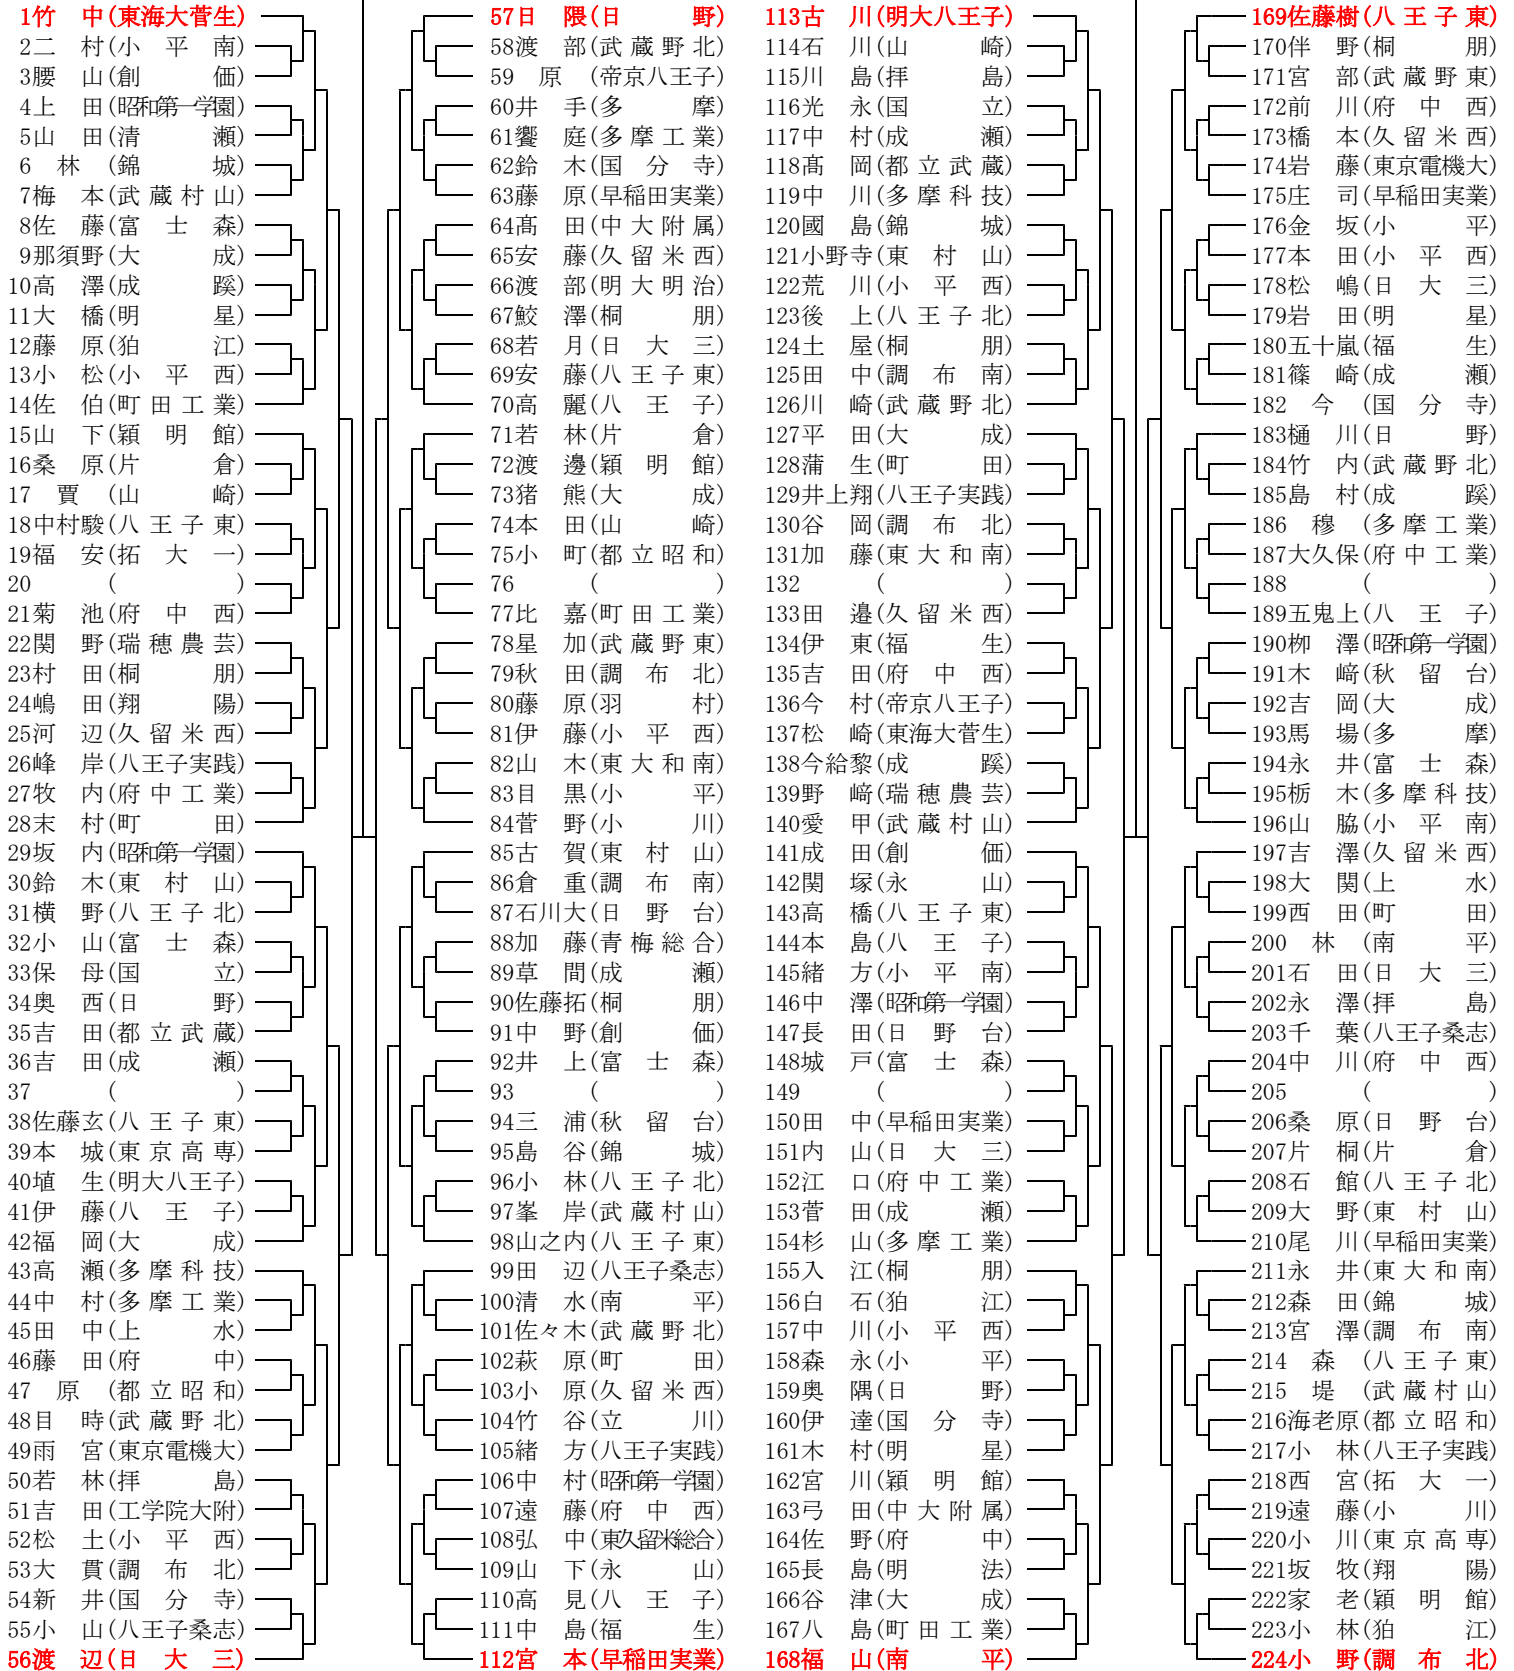 1竹　中(東海大菅生)
2二　村(小平南)
3腰　山(創価)
4上　田(昭和第一学園)
5山　田(清瀬)
6　林　(錦城)
7梅　本(武蔵村山)
8佐　藤(富士森)
9那須野(大成)
10高　澤(成蹊)
11大　橋(明星)
12藤　原(狛江)
13小　松(小平西)
14佐　伯(町田工業)
15山　下(穎明館)
16桑　原(片倉)
17　賈　(山崎)
18中村駿(八王子東)
19福　安(拓大一)
20　(　)
21菊　池(府中西)
22関　野(瑞穂農芸)
23村　田(桐朋)
24嶋　田(翔陽)
25河　辺(久留米西)
26峰　岸(八王子実践)
27牧　内(府中工業)
28末　村(町田)
29坂　内(昭和第一学園)
30鈴　木(東村山)
31横　野(八王子北)
32小　山(富士森)
33保　母(国立)
34奥　西(日野)
35吉　田(都立武蔵)
36吉　田(成瀬)
37　(　)
38佐藤玄(八王子東)
39本　城(東京高専)
40埴　生(明大八王子)
41伊　藤(八王子)
42福　岡(大成)
43高　瀬(多摩科技)
44中　村(多摩工業)
45田　中(上水)
46藤　田(府中)
47　原　(都立昭和)
48目　時(武蔵野北)
49雨　宮(東京電機大)
50若　林(拝島)
51吉　田(工学院大附)
52松　土(小平西)
53大　貫(調布北)
54新　井(国分寺)
55小　山(八王子桑志)
56渡　辺(日大三)
57日　隈(日野)
58渡　部(武蔵野北)
59　原　(帝京八王子)
60井　手(多摩)
61饗　庭(多摩工業)
62鈴　木(国分寺)
63藤　原(早稲田実業)
64髙　田(中大附属)
65安　藤(久留米西)
66渡　部(明大明治)
67鮫　澤(桐朋)
68若　月(日大三)
69安　藤(八王子東)
70高　麗(八王子)
71若　林(片倉)
72渡　邊(穎明館)
73猪　熊(大成)
74本　田(山崎)
75小　町(都立昭和)
76　(　)
77比　嘉(町田工業)
78星　加(武蔵野東)
79秋　田(調布北)
80藤　原(羽村)
81伊　藤(小平西)
82山　木(東大和南)
83目　黒(小平)
84菅　野(小川)
85古　賀(東村山)
86倉　重(調布南)
87石川大(日野台)
88加　藤(青梅総合)
89草　間(成瀬)
90佐藤拓(桐朋)
91中　野(創価)
92井　上(富士森)
93　(　)
94三　浦(秋留台)
95島　谷(錦城)
96小　林(八王子北)
97峯　岸(武蔵村山)
98山之内(八王子東)
99田　辺(八王子桑志)
100清　水(南平)
101佐々木(武蔵野北)
102萩　原(町田)
103小　原(久留米西)
104竹　谷(立川)
105緒　方(八王子実践)
106中　村(昭和第一学園)
107遠　藤(府中西)
108弘　中(東久留米総合)
109山　下(永山)
110高　見(八王子)
111中　島(福生)
112宮　本(早稲田実業)
113古　川(明大八王子)
114石　川(山崎)
115川　島(拝島)
116光　永(国立)
117中　村(成瀬)
118髙　岡(都立武蔵)
119中　川(多摩科技)
120國　島(錦城)
121小野寺(東村山)
122荒　川(小平西)
123後　上(八王子北)
124土　屋(桐朋)
125田　中(調布南)
126川　崎(武蔵野北)
127平　田(大成)
128蒲　生(町田)
129井上翔(八王子実践)
130谷　岡(調布北)
131加　藤(東大和南)
132　(　)
133田　邉(久留米西)
134伊　東(福生)
135吉　田(府中西)
136今　村(帝京八王子)
137松　崎(東海大菅生)
138今給黎(成蹊)
139野　﨑(瑞穂農芸)
140愛　甲(武蔵村山)
141成　田(創価)
142関　塚(永山)
143高　橋(八王子東)
144本　島(八王子)
145緒　方(小平南)
146中　澤(昭和第一学園)
147長　田(日野台)
148城　戸(富士森)
149　(　)
150田　中(早稲田実業)
151内　山(日大三)
152江　口(府中工業)
153菅　田(成瀬)
154杉　山(多摩工業)
155入　江(桐朋)
156白　石(狛江)
157中　川(小平西)
158森　永(小平)
159奥　隅(日野)
160伊　達(国分寺)
161木　村(明星)
162宮　川(穎明館)
163弓　田(中大附属)
164佐　野(府中)
165長　島(明法)
166谷　津(大成)
167八　島(町田工業)
168福　山(南平)
169佐藤樹(八王子東)
170伴　野(桐朋)
171宮　部(武蔵野東)
172前　川(府中西)
173橋　本(久留米西)
174岩　藤(東京電機大)
175庄　司(早稲田実業)
176金　坂(小平)
177本　田(小平西)
178松　嶋(日大三)
179岩　田(明星)
180五十嵐(福生)
181篠　崎(成瀬)
182　今　(国分寺)
183樋　川(日野)
184竹　内(武蔵野北)
185島　村(成蹊)
186　穆　(多摩工業)
187大久保(府中工業)
188　(　)
189五鬼上(八王子)
190栁　澤(昭和第一学園)
191木　﨑(秋留台)
192吉　岡(大成)
193馬　場(多摩)
194永　井(富士森)
195栃　木(多摩科技)
196山　脇(小平南)
197吉　澤(久留米西)
198大　関(上水)
199西　田(町田)
200　林　(南平)
201石　田(日大三)
202永　澤(拝島)
203千　葉(八王子桑志)
204中　川(府中西)
205　(　)
206桑　原(日野台)
207片　桐(片倉)
208石　館(八王子北)
209大　野(東村山)
210尾　川(早稲田実業)
211永　井(東大和南)
212森　田(錦城)
213宮　澤(調布南)
214　森　(八王子東)
215　堤　(武蔵村山)
216海老原(都立昭和)
217小　林(八王子実践)
218西　宮(拓大一)
219遠　藤(小川)
220小　川(東京高専)
221坂　牧(翔陽)
222家　老(穎明館)
223小　林(狛江)
224小　野(調布北)